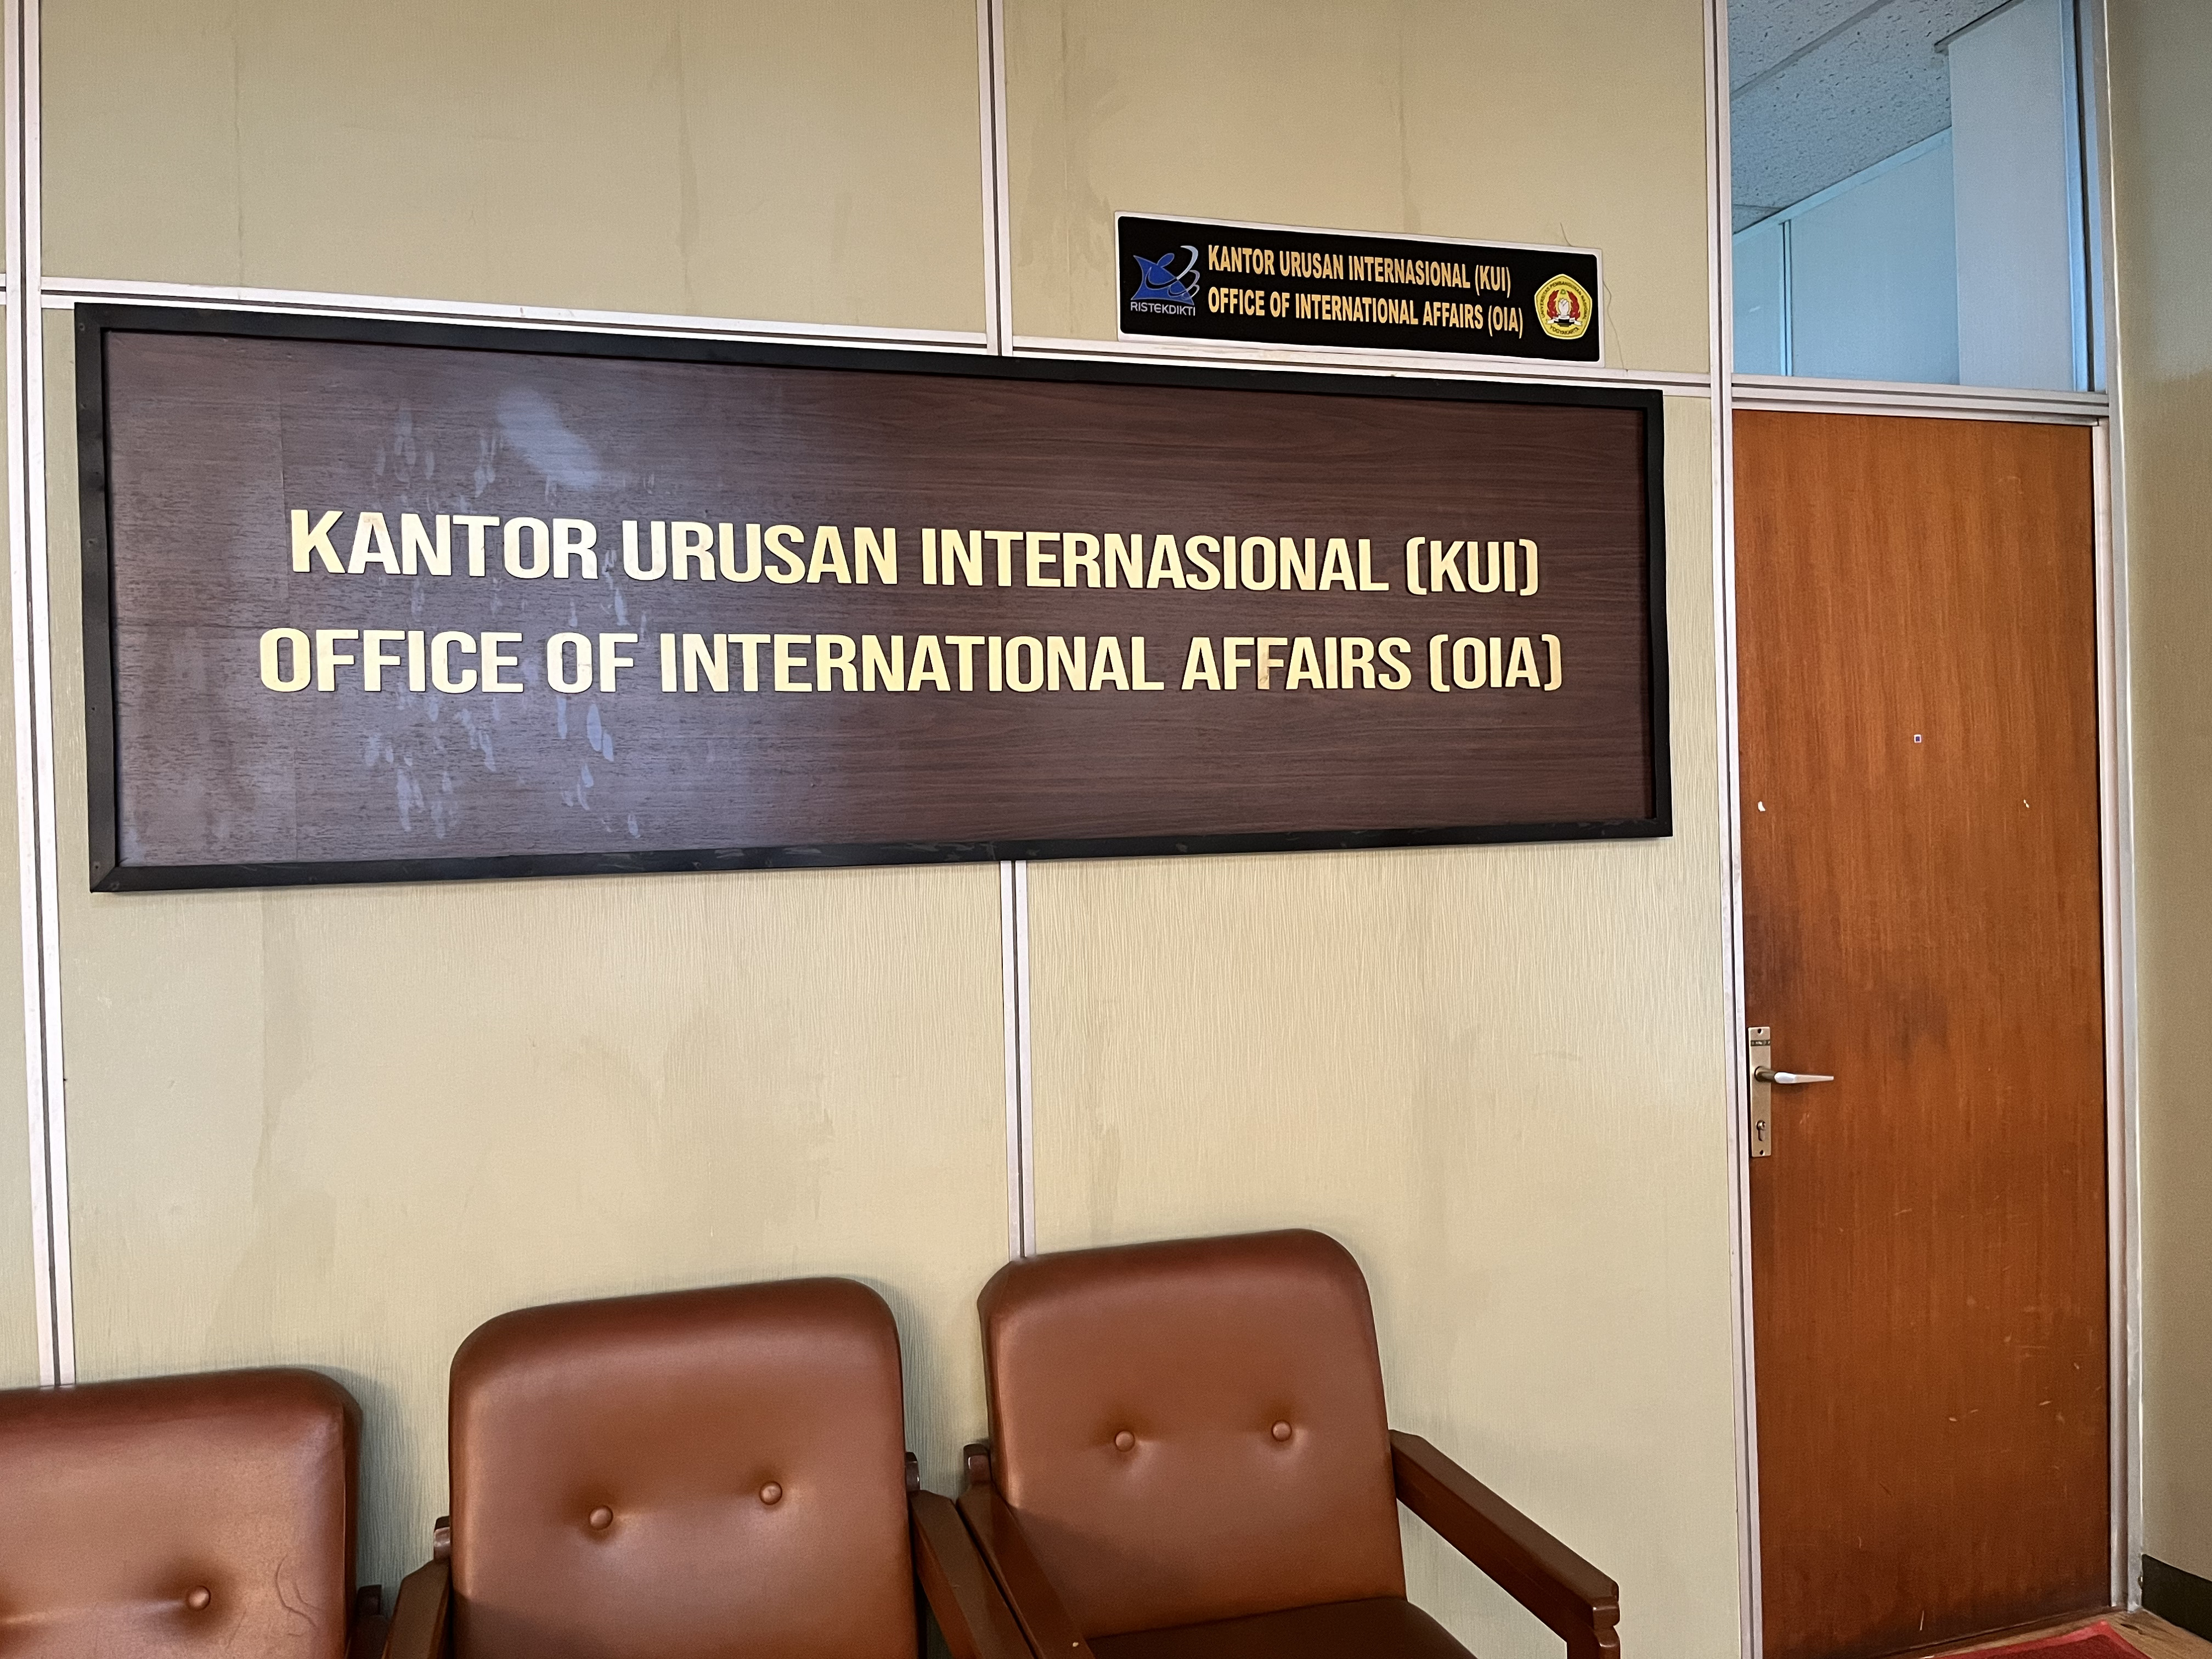 RISTEKDIKTI
KANTOR URUSAN INTERNASIONAL (KUI)
OFFICE OF INTERNATIONAL AFFAIRS (OIA)
YOGYAKARTA
KANTOR URUSAN INTERNASIONAL (KUI)
OFFICE OF INTERNATIONAL AFFAIRS (OIA)